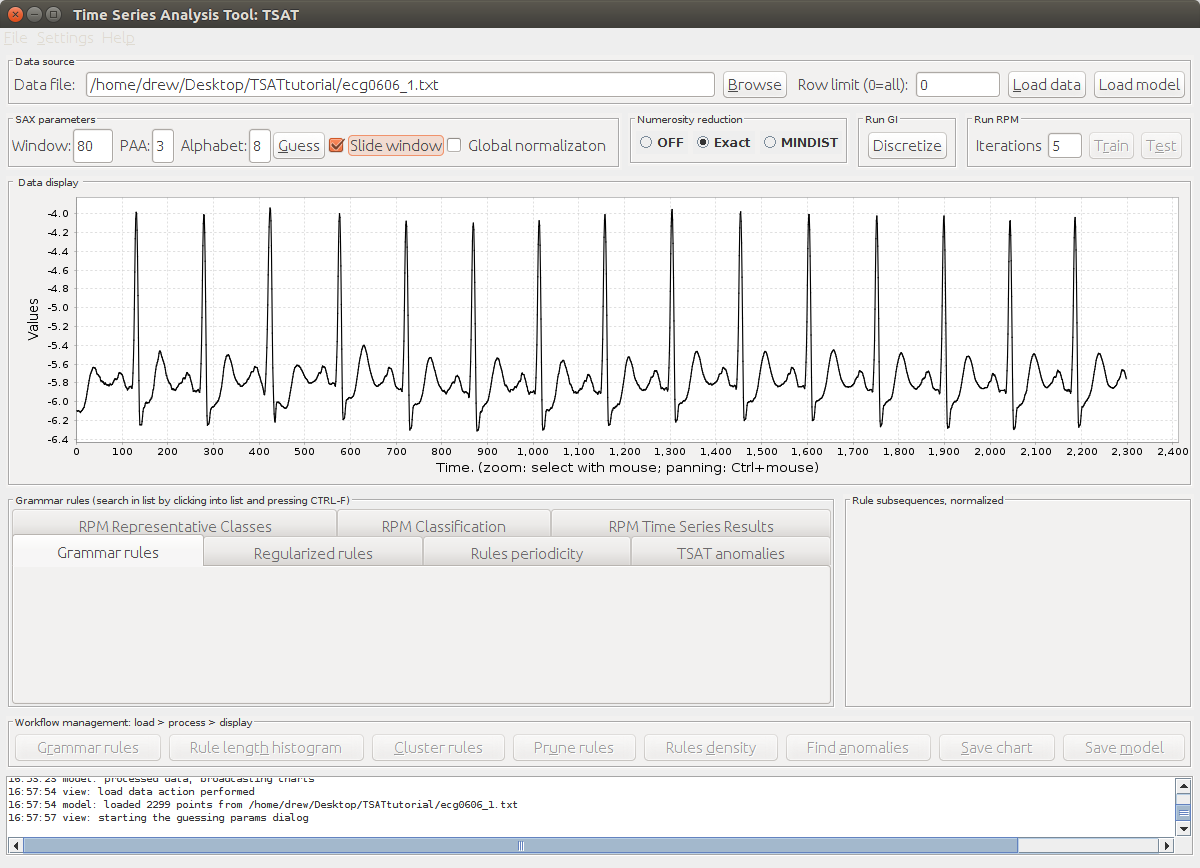 Time Series Analysis Tool: TSAT
File Settings Help
Data source
Data file: /home/drew/Desktop/TSATtutorial/ecg0606_1.txt Browse Row limit (0=all): 0 Load data Load model
SAX parameters Numerosity reduction Run GI Run RPM
Window: 80 PAA: 3 Alphabet: 8 Guess Slide window Global normalizaton OFF Exact MINDIST Discretize Iterations 5 Train Test
Data display
-4.0
-4.2
-4.4
-4.6
-4.8
-5.0
-5.2
-5.4
-5.6
-5.8
-6.0
-6.2
-6.4
Values
0 100 200 300 400 500 600 700 800 900 1,000 1,100 1,200 1,300 1,400 1,500 1,600 1,700 1,800 1,900 2,000 2,100 2,200 2,300 2,400
Time. (zoom: select with mouse; panning: Ctrl+mouse)
Grammar rules (search in list by clicking into list and pressing CTRL-F) Rule subsequences, normalized
RPM Representative Classes RPM Classification RPM Time Series Results
Grammar rules Regularized rules Rules periodicity TSAT anomalies
Workflow management: load > process > display
Grammar rules Rule length histogram Cluster rules Prune rules Rules density Find anomalies Save chart Save model
16:53:23 model: processed data, broadcasting charts
16:57:54 view: load data action performed
16:57:54 model: loaded 2299 points from /home/drew/Desktop/TSATtutorial/ecg0606_1.txt
16:57:57 view: starting the guessing params dialog